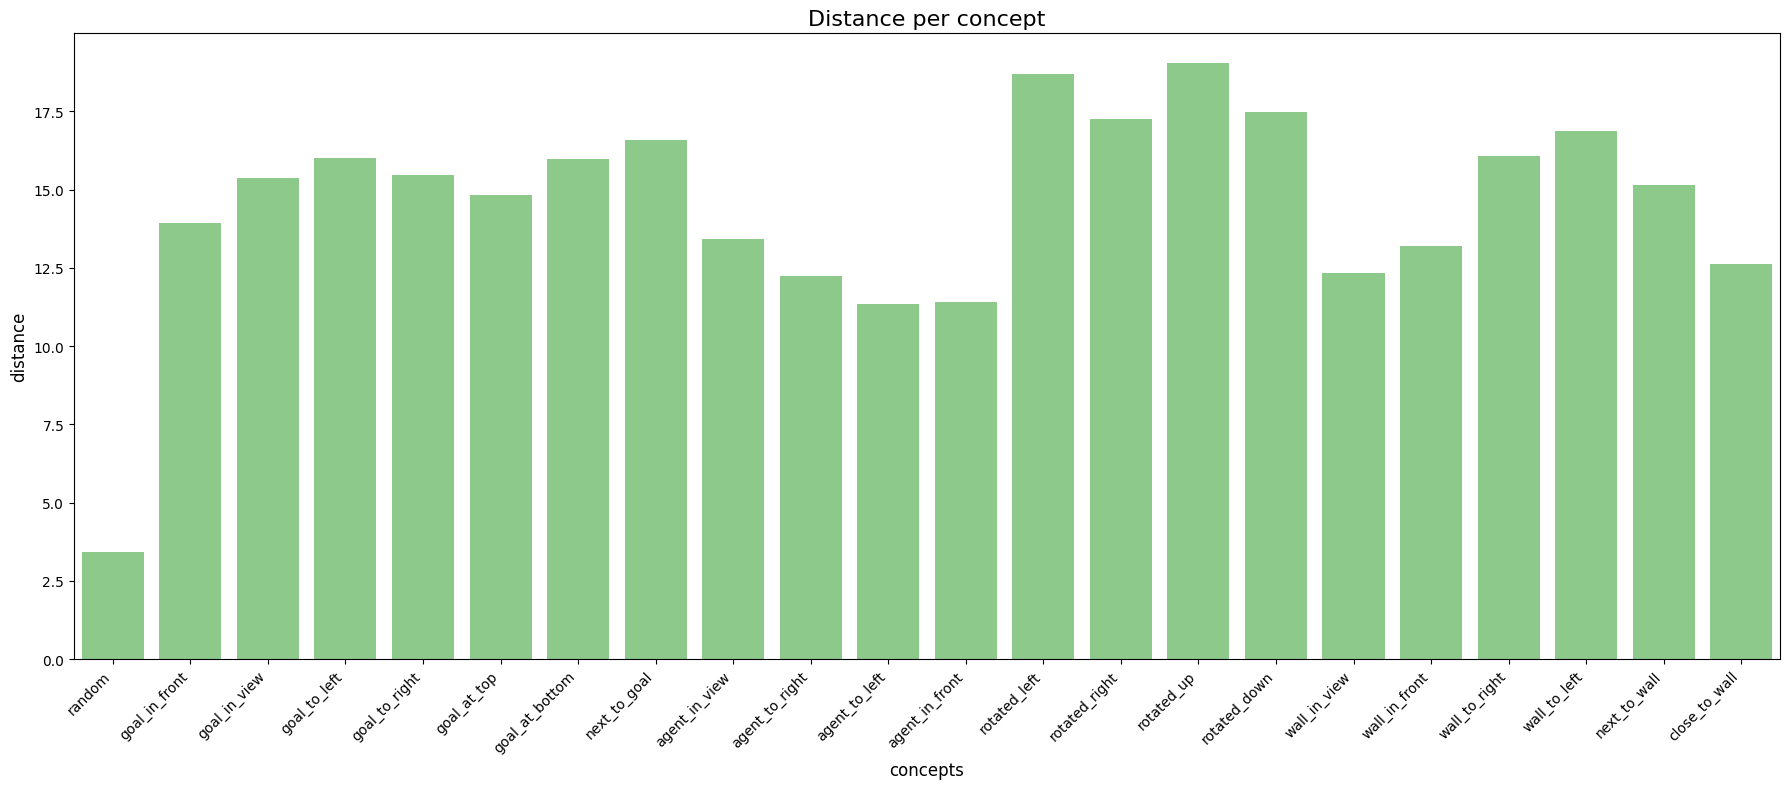 Distance per concept
distance
17.5
15.0
12.5
10.0
7.5
5.0
2.5
0.0
random
goal_in_front
goal_in_view
goal_to_left
goal_to_right
goal_at_top
goal_at_bottom
next_to_goal
agent_in_view
agent_to_right
agent_to_left
agent_in_front
rotated_left
rotated_right
rotated_up
rotated_down
wall_in_view
wall_in_front
wall_to_right
wall_to_left
next_to_wall
close_to_wall
concepts